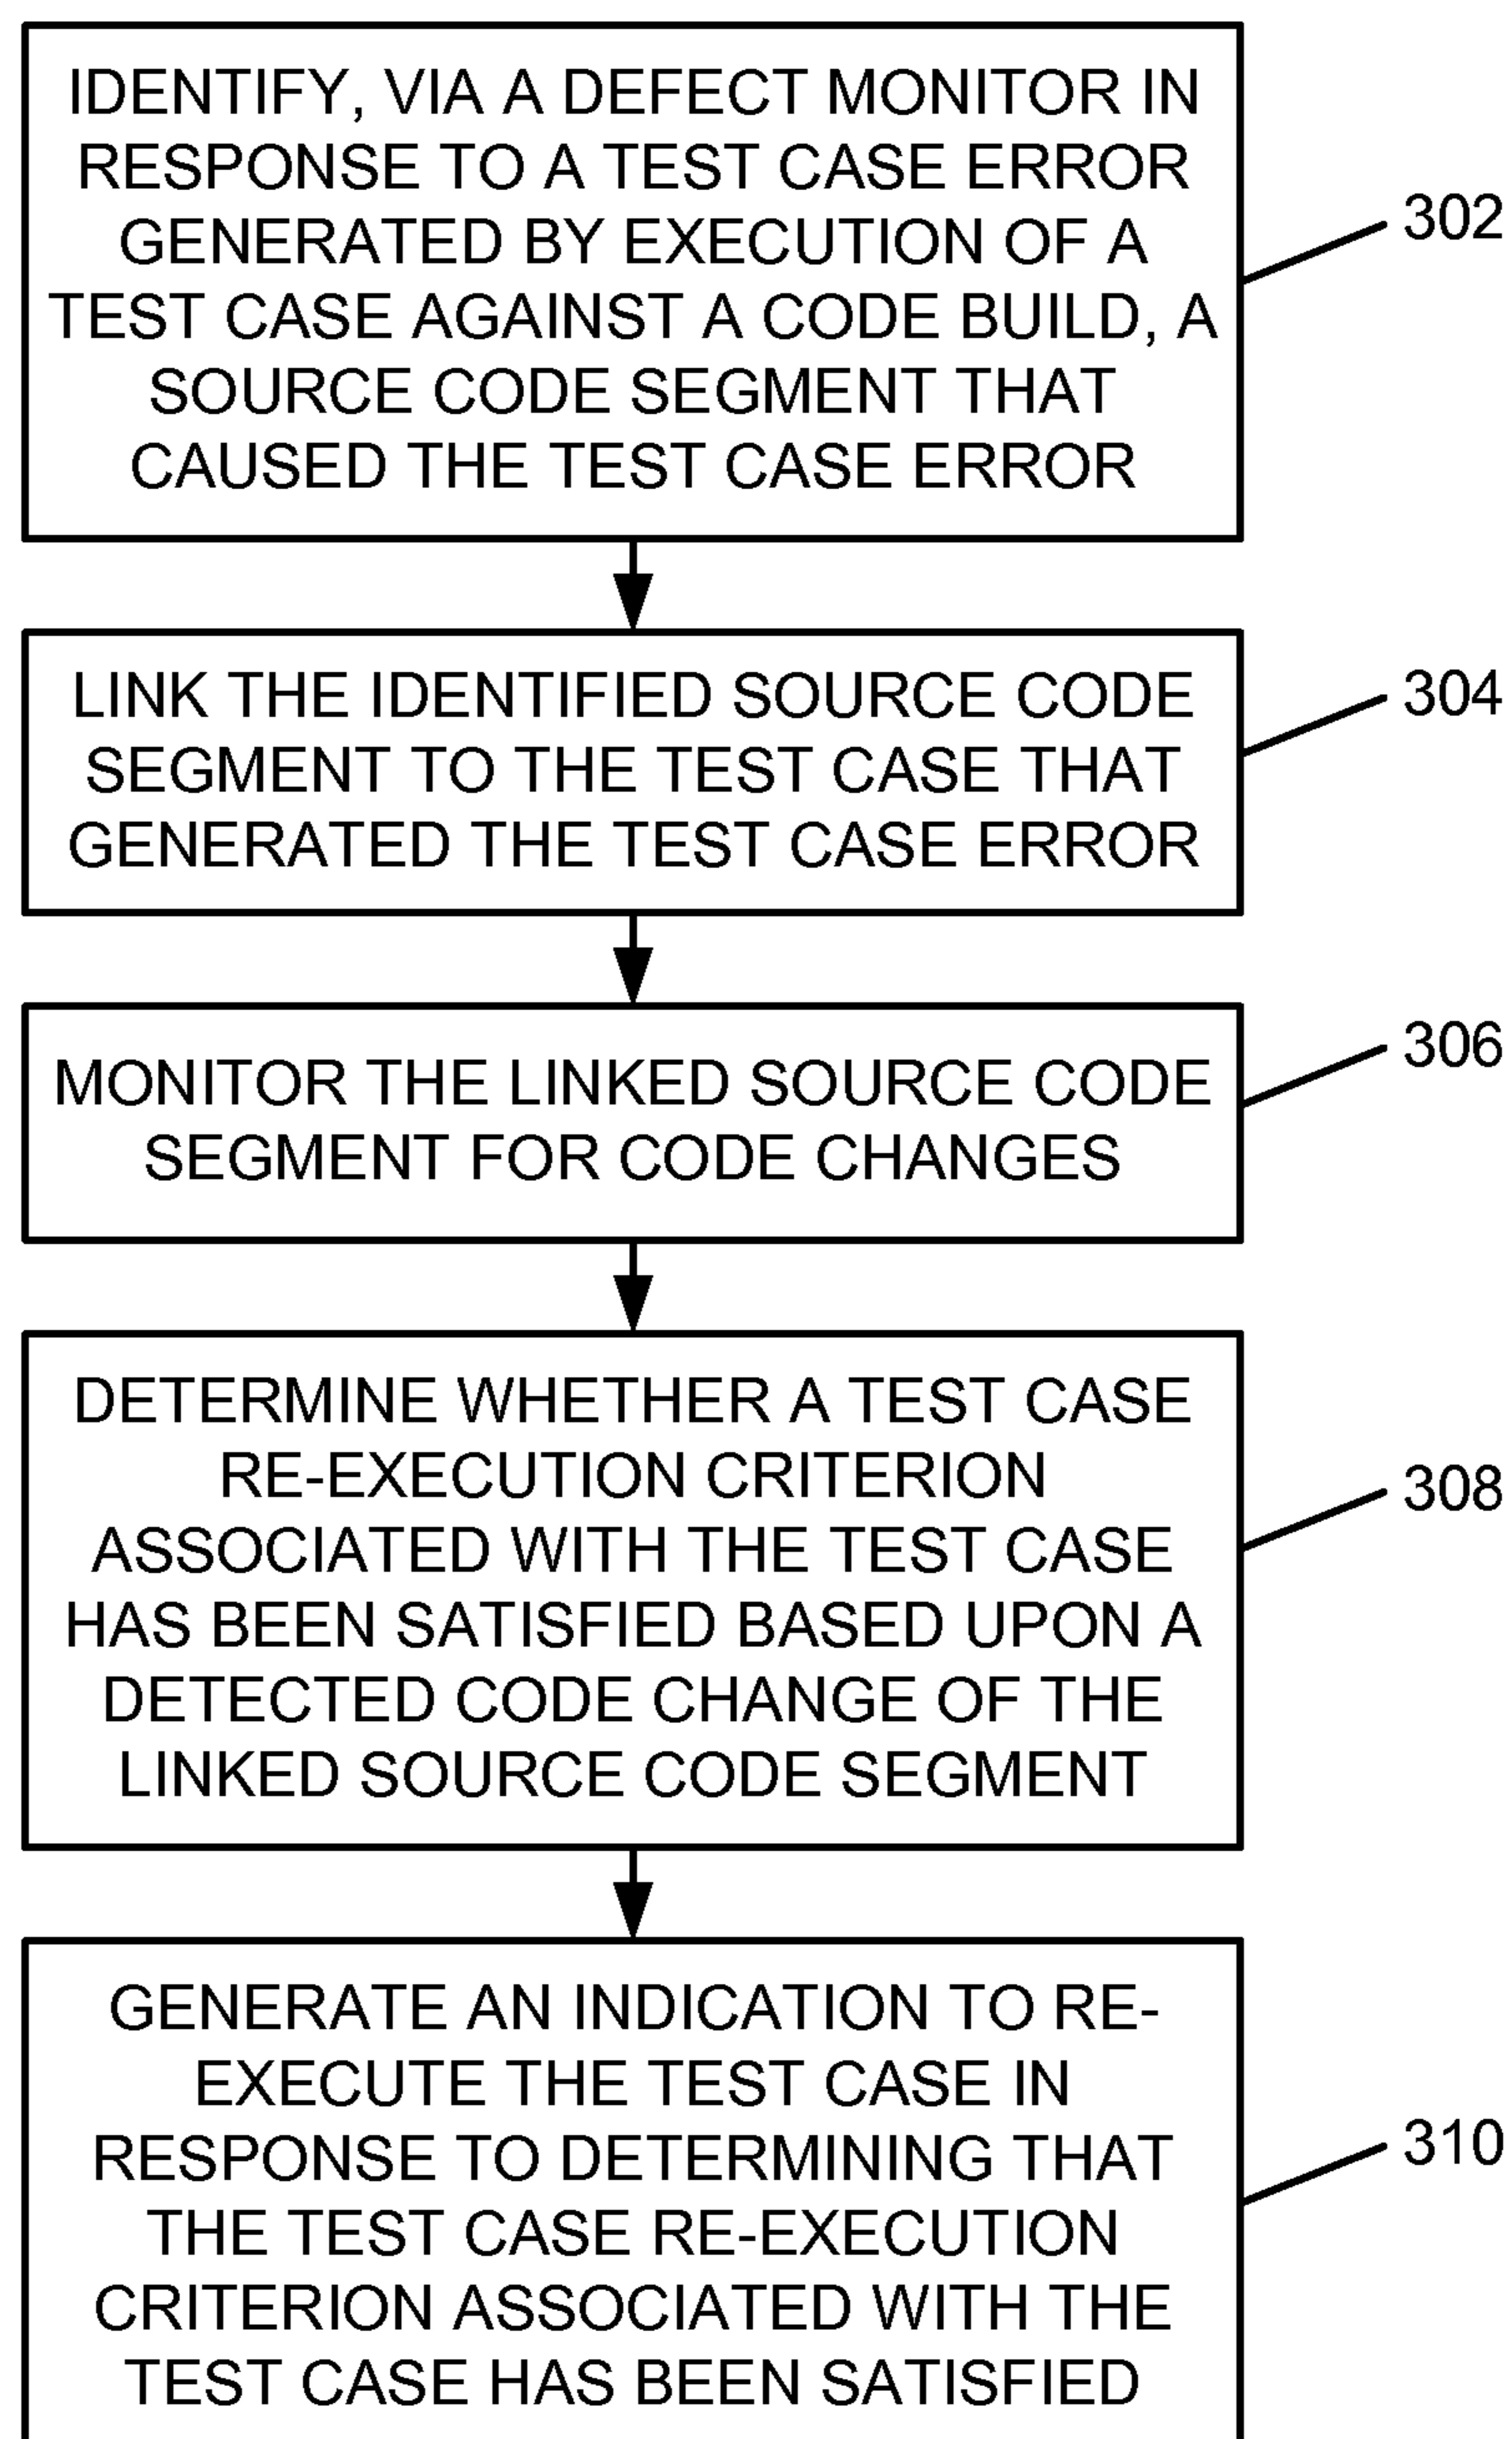 IDENTIFY, VIA A DEFECT MONITOR IN
RESPONSE TO A TEST CASE ERROR
GENERATED BY EXECUTION OF A
TEST CASE AGAINST A CODE BUILD, A
SOURCE CODE SEGMENT THAT
CAUSED THE TEST CASE ERROR
302
LINK THE IDENTIFIED SOURCE CODE
SEGMENT TO THE TEST CASE THAT
GENERATED THE TEST CASE ERROR
304
MONITOR THE LINKED SOURCE CODE
SEGMENT FOR CODE CHANGES
306
DETERMINE WHETHER A TEST CASE
RE-EXECUTION CRITERION
ASSOCIATED WITH THE TEST CASE
HAS BEEN SATISFIED BASED UPON A
DETECTED CODE CHANGE OF THE
LINKED SOURCE CODE SEGMENT
308
GENERATE AN INDICATION TO RE-
EXECUTE THE TEST CASE IN
RESPONSE TO DETERMINING THAT
THE TEST CASE RE-EXECUTION
CRITERION ASSOCIATED WITH THE
TEST CASE HAS BEEN SATISFIED
310